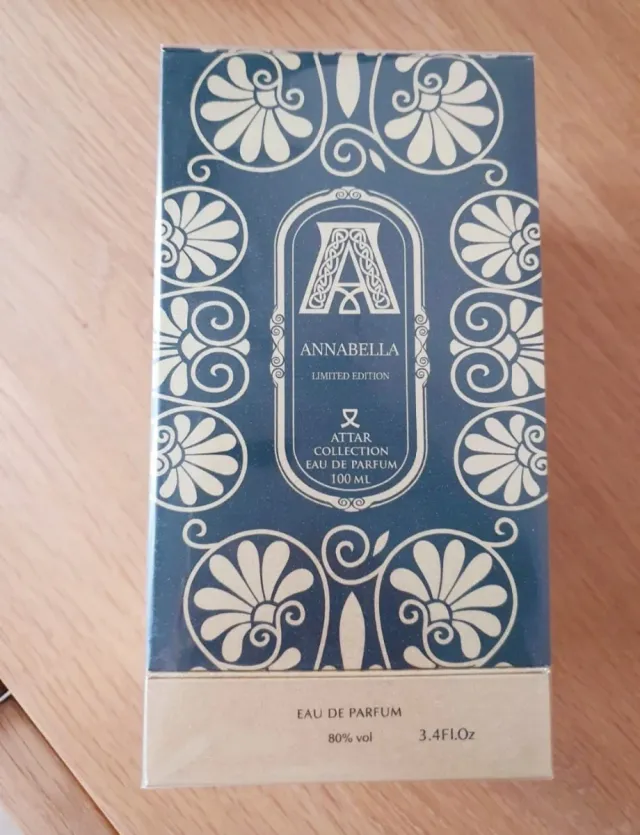 A
ANNABELLA
LIMITED EDITION
ATTAR
COLLECTION
EAU DE PARFUM
100 ML
EAU DE PARFUM
80% vol 3.4Fl.Oz